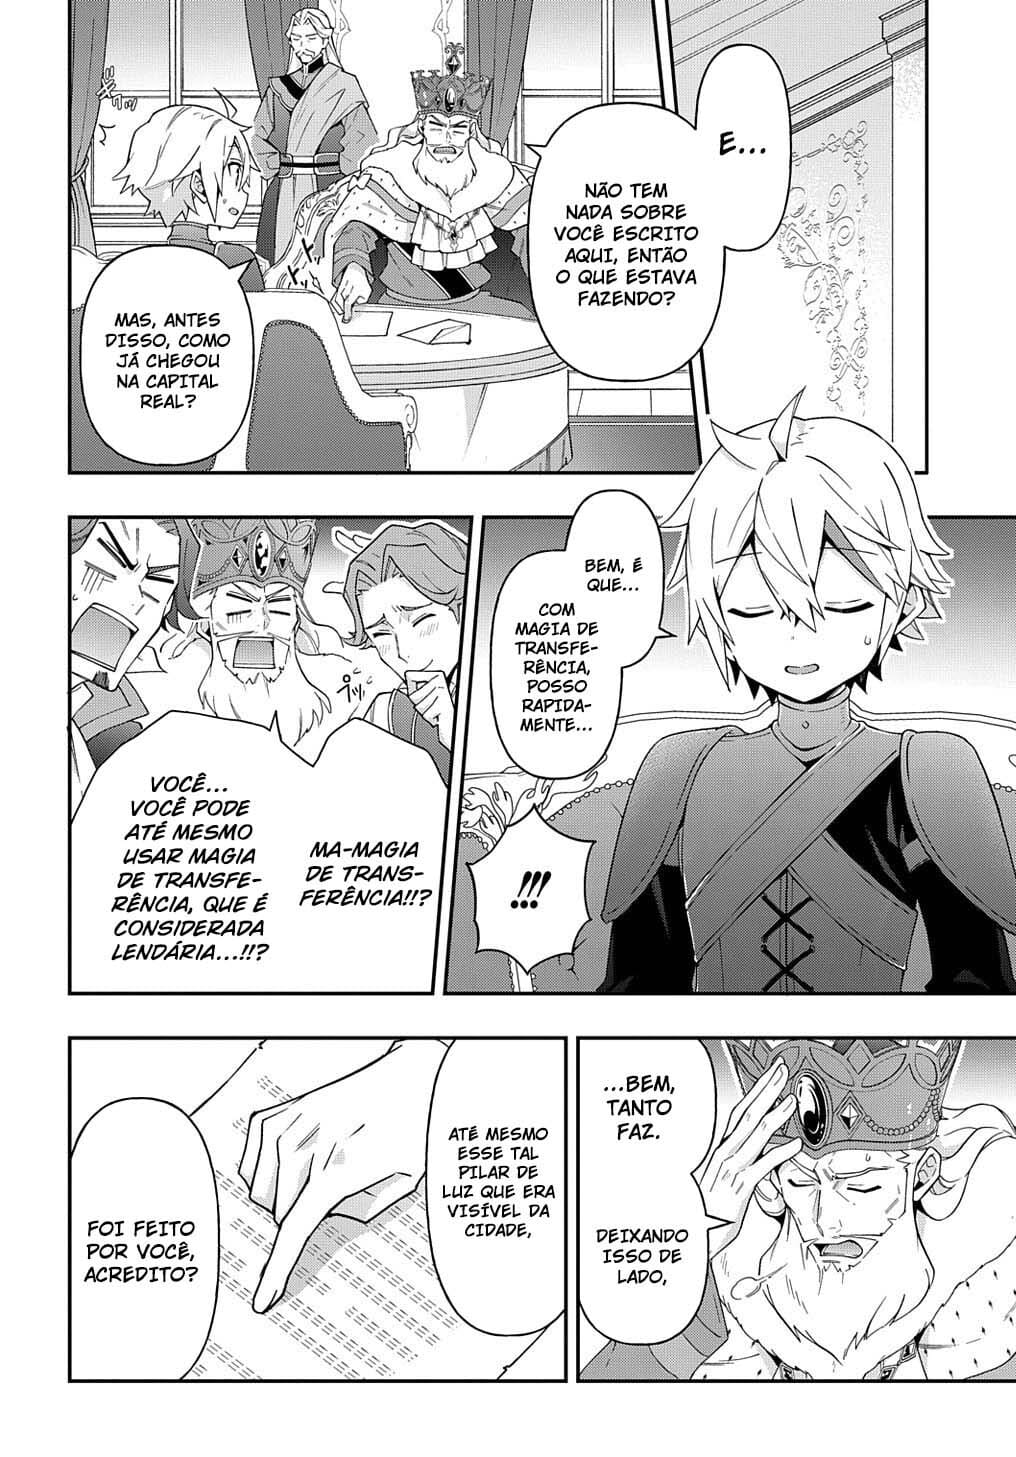 E...
NÃO TEM
NADA SOBRE
VOCÊ ESCRITO
AQUI, ENTÃO
O QUE ESTAVA
FAZENDO?
MAS, ANTES
DISSO, COMO
JÁ CHEGOU
NA CAPITAL
REAL?
BEM, É
QUE...
COM
MAGIA DE
TRANSFE-
RÊNCIA,
POSSO
RAPIDA-
MENTE...
!!!
MA-MAGIA
DE TRANS-
FERÊNCIA!!?
VOCÊ...
VOCÊ PODE
ATÉ MESMO
USAR MAGIA
DE TRANSFE-
RÊNCIA, QUE É
CONSIDERADA
LENDÁRIA...!!?
...BEM,
TANTO
FAZ.
DEIXANDO
ISSO DE
LADO,
ATÉ MESMO
ESSE TAL
PILAR DE
LUZ QUE ERA
VISÍVEL DA
CIDADE,
FOI FEITO
POR VOCÊ,
ACREDITO?